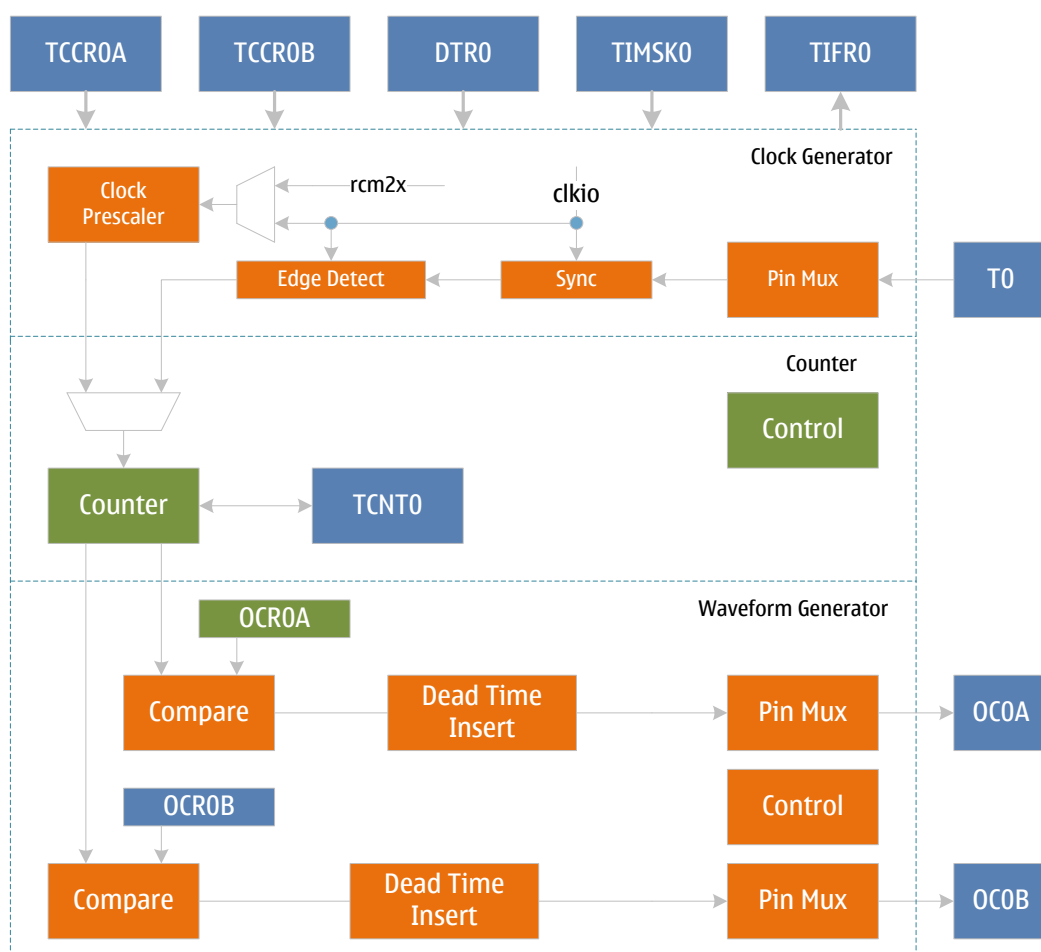 TCCR0A
TCCR0B
DTR0
TIMSK0
TIFR0
Clock Generator
Clock
Prescaler
rcm2x
clkio
Edge Detect
Sync
Pin Mux
T0
Counter
Control
Counter
TCNT0
Waveform Generator
OCR0A
Compare
Dead Time
Insert
Pin Mux
OC0A
Control
OCR0B
Compare
Dead Time
Insert
Pin Mux
OC0B